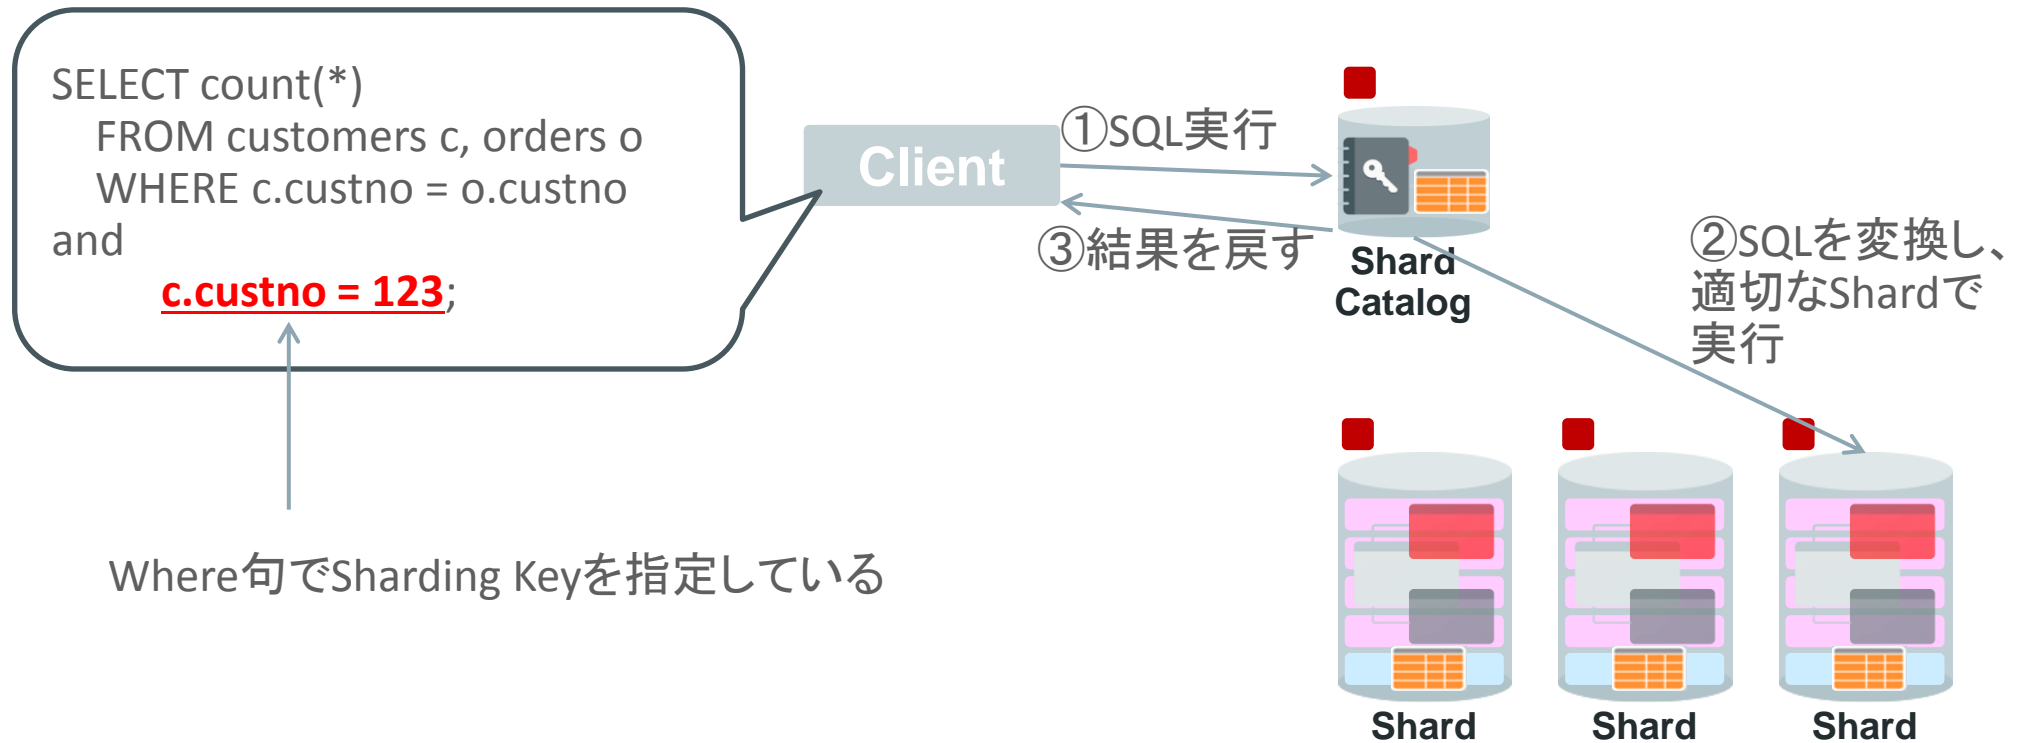 SELECT count(*)
FROM customers c, orders o
WHERE c.custno = o.custno
and
c.custno = 123;
Where句でSharding Keyを指定している
Client
①SQL実行
③結果を戻す
Shard
Catalog
②SQLを変換し、
適切なShardで
実行
Shard
Shard
Shard